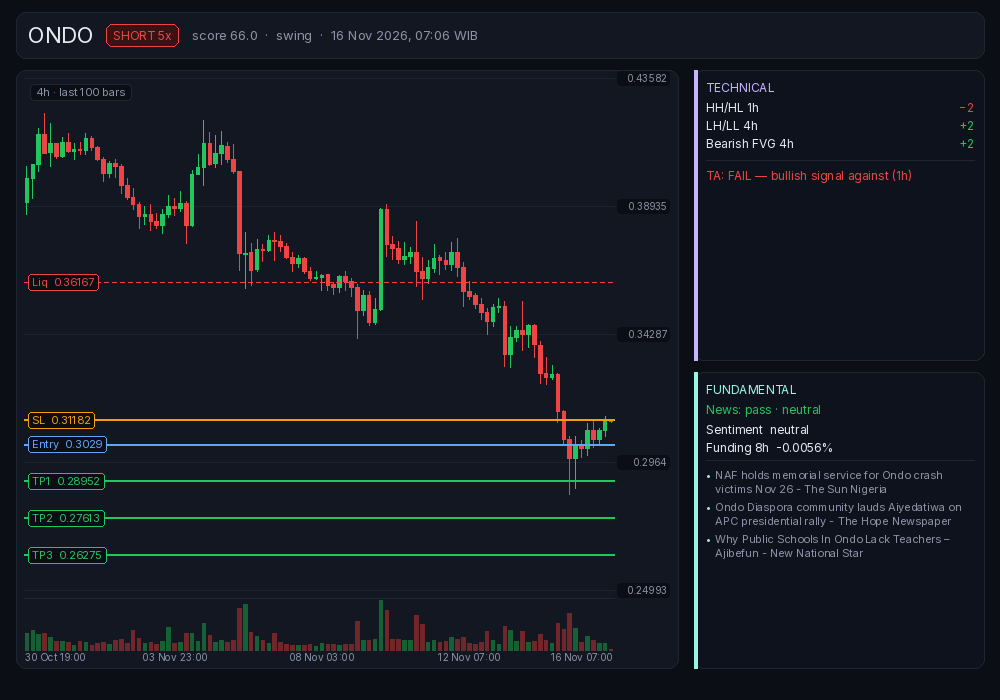 ONDO SHORT 5x score 66.0 · swing · 16 Nov 2026, 07:06 WIB
4h · last 100 bars
0.43582
0.38935
Liq 0.36167
0.34287
SL 0.31182
Entry 0.3029
0.2964
TP1 0.28952
TP2 0.27613
TP3 0.26275
0.24993
30 Oct 19:00 03 Nov 23:00 08 Nov 03:00 12 Nov 07:00 16 Nov 07:00
TECHNICAL
HH/HL 1h −2
LH/LL 4h +2
Bearish FVG 4h +2
TA: FAIL — bullish signal against (1h)
FUNDAMENTAL
News: pass · neutral
Sentiment neutral
Funding 8h -0.0056%
• NAF holds memorial service for Ondo crash
victims Nov 26 - The Sun Nigeria
• Ondo Diaspora community lauds Aiyedatiwa on
APC presidential rally - The Hope Newspaper
• Why Public Schools In Ondo Lack Teachers –
Ajibefun - New National Star